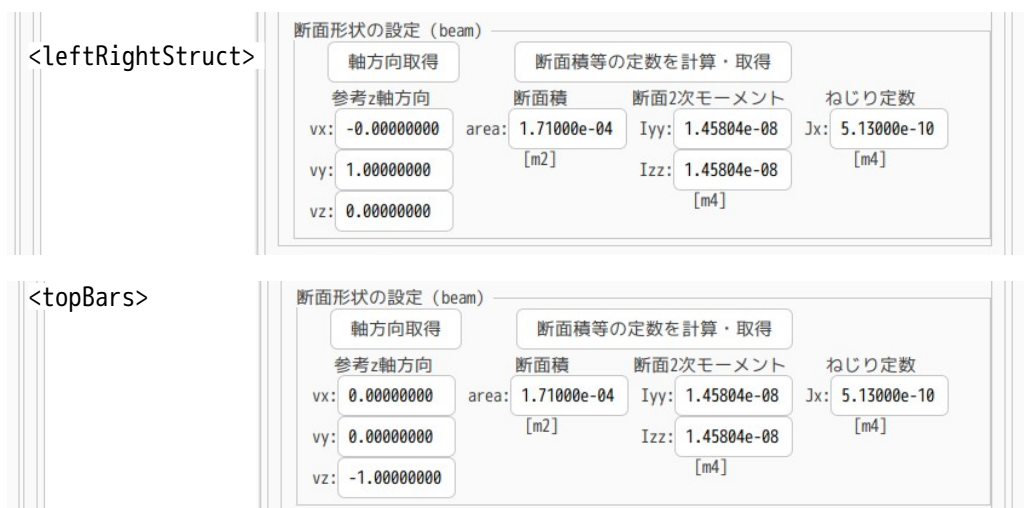 断面形状の設定 (beam)
<leftRightStruct>
軸方向取得 断面積等の定数を計算・取得
参考z軸方向 断面積 断面2次モーメント ねじり定数
vx: -0.00000000 area: 1.71000e-04 Iyy: 1.45804e-08 Jx: 5.13000e-10
[m2] [m4]
vy: 1.00000000 Izz: 1.45804e-08
[m4]
vz: 0.00000000
<topBars>
断面形状の設定 (beam)
軸方向取得 断面積等の定数を計算・取得
参考z軸方向 断面積 断面2次モーメント ねじり定数
vx: 0.00000000 area: 1.71000e-04 Iyy: 1.45804e-08 Jx: 5.13000e-10
[m2] [m4]
vy: 0.00000000 Izz: 1.45804e-08
[m4]
vz: -1.00000000